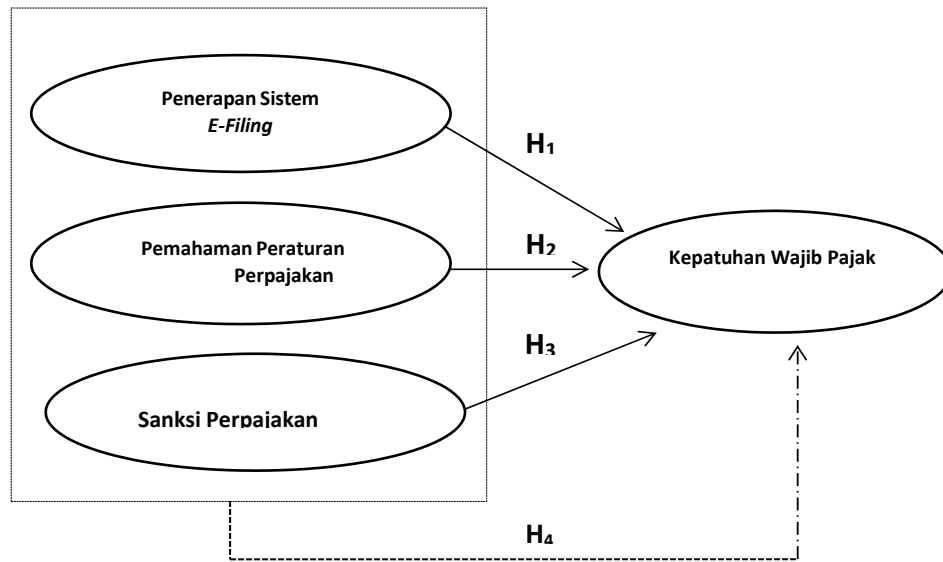 Penerapan Sistem
E-Filing
H₁
Pemahaman Peraturan
Perpajakan
H₂
Kepatuhan Wajib Pajak
H₃
Sanksi Perpajakan
H₄